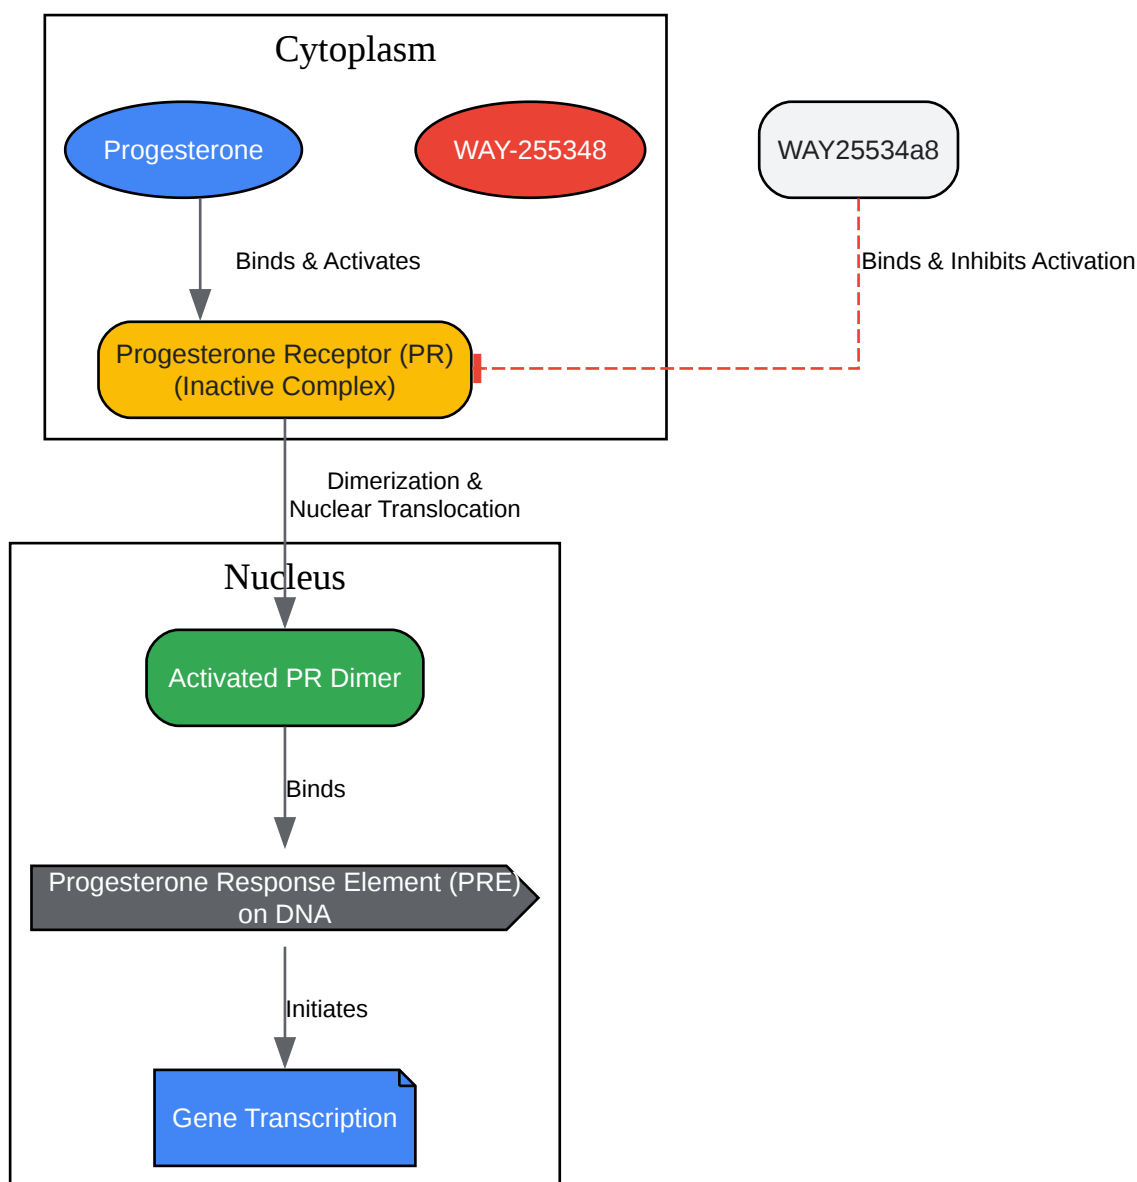 Cytoplasm
Progesterone
WAY-255348
WAY25534a8
Binds & Activates
Binds & Inhibits Activation
Progesterone Receptor (PR)
(Inactive Complex)
Dimerization &
Nuclear Translocation
Nucleus
Activated PR Dimer
Binds
Progesterone Response Element (PRE)
on DNA
Initiates
Gene Transcription